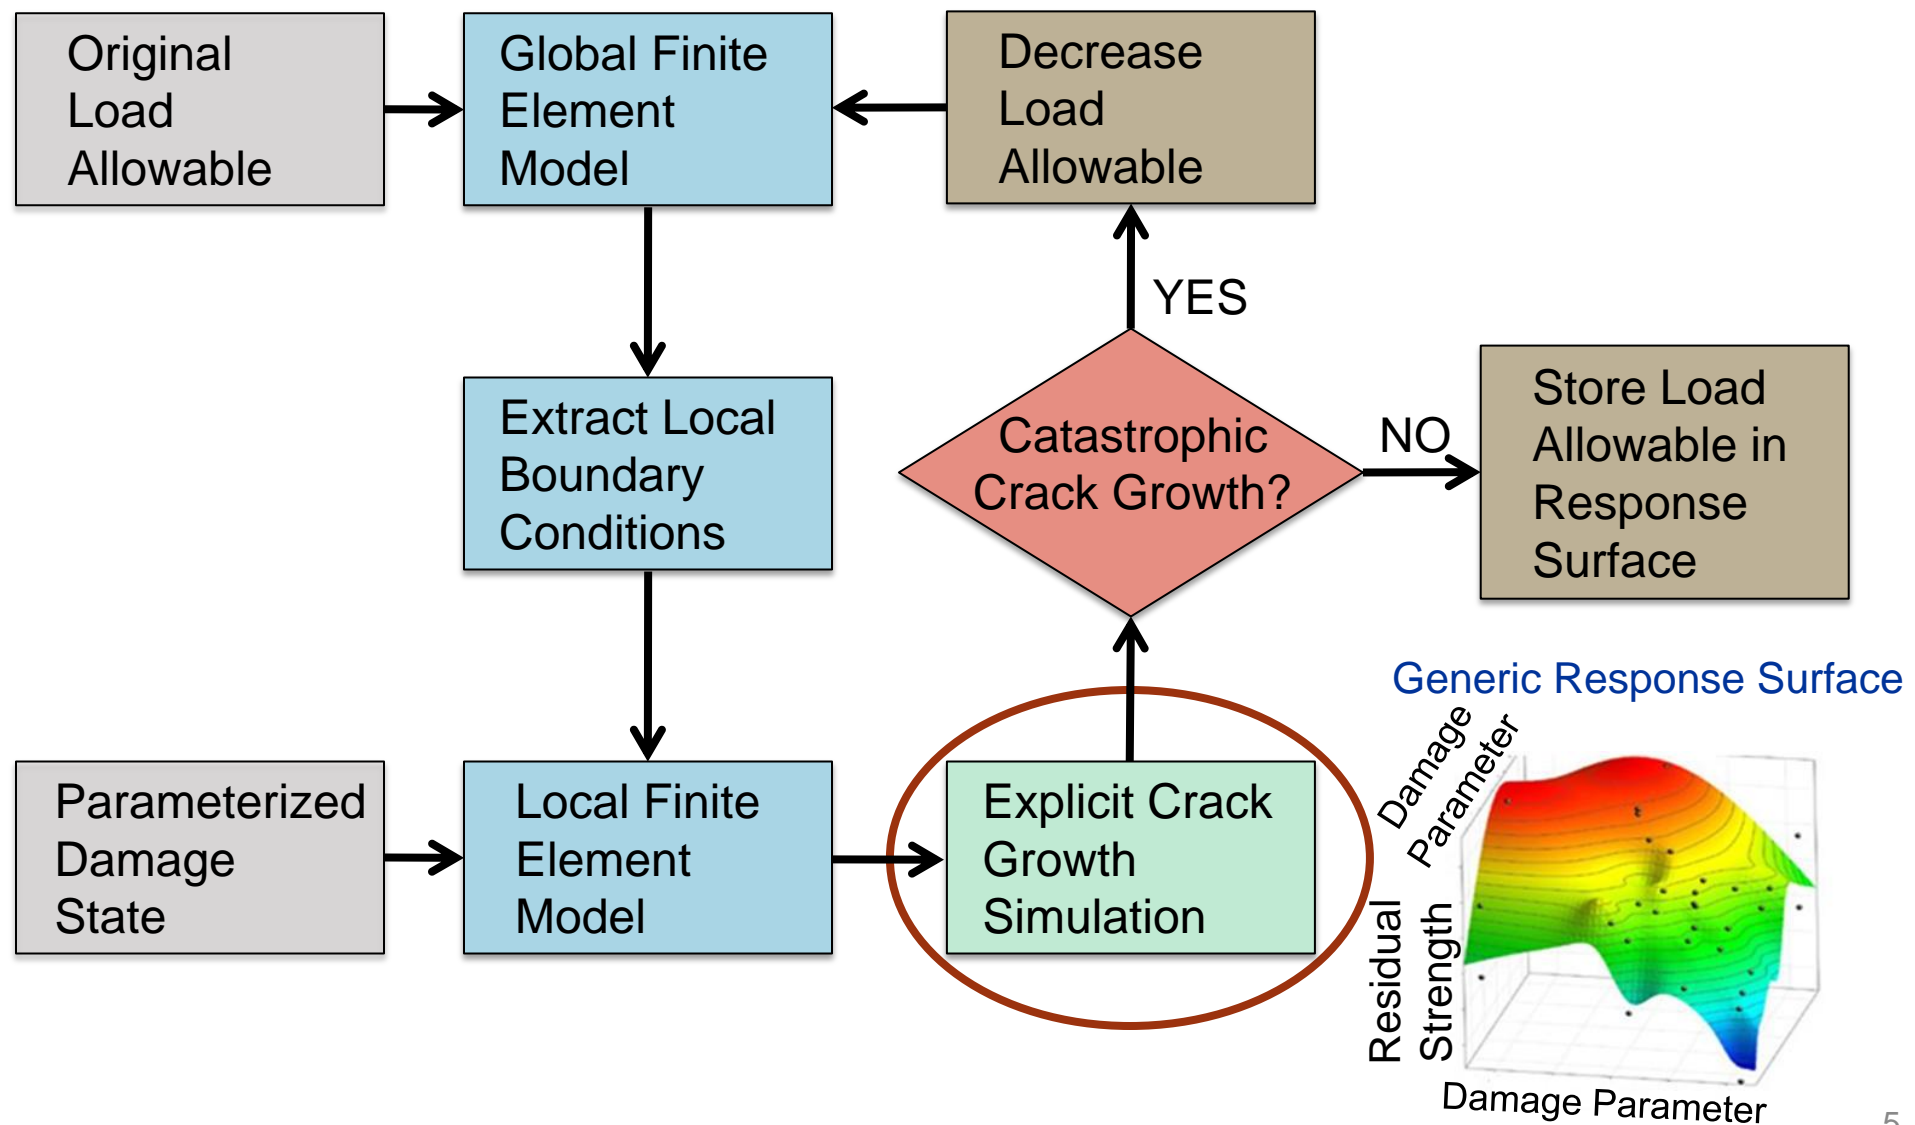 Original
Load
Allowable
Global Finite
Element
Model
Decrease
Load
Allowable
YES
Extract Local
Boundary
Conditions
Catastrophic
Crack Growth?
NO
Store Load
Allowable in
Response
Surface
Parameterized
Damage
State
Local Finite
Element
Model
Explicit Crack
Growth
Simulation
Generic Response Surface
Damage
Parameter
Residual
Strength
Damage Parameter
5